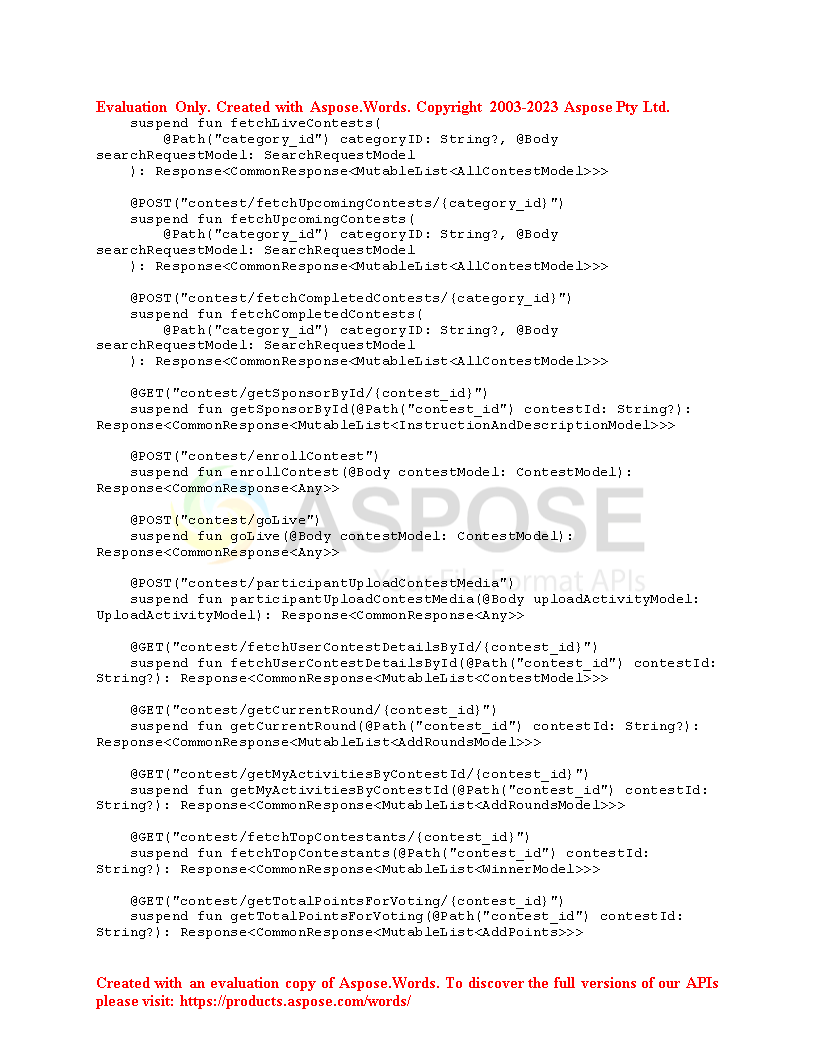 Evaluation Only. Created with Aspose.Words. Copyright 2003-2023 Aspose Pty Ltd.
    suspend fun fetchLiveContests(
        @Path("category_id") categoryID: String?, @Body
searchRequestModel: SearchRequestModel
    ): Response<CommonResponse<MutableList<AllContestModel>>>

    @POST("contest/fetchUpcomingContests/{category_id}")
    suspend fun fetchUpcomingContests(
        @Path("category_id") categoryID: String?, @Body
searchRequestModel: SearchRequestModel
    ): Response<CommonResponse<MutableList<AllContestModel>>>

    @POST("contest/fetchCompletedContests/{category_id}")
    suspend fun fetchCompletedContests(
        @Path("category_id") categoryID: String?, @Body
searchRequestModel: SearchRequestModel
    ): Response<CommonResponse<MutableList<AllContestModel>>>

    @GET("contest/getSponsorById/{contest_id}")
    suspend fun getSponsorById(@Path("contest_id") contestId: String?):
Response<CommonResponse<MutableList<InstructionAndDescriptionModel>>>

    @POST("contest/enrollContest")
    suspend fun enrollContest(@Body contestModel: ContestModel):
Response<CommonResponse<Any>>

    @POST("contest/goLive")
    suspend fun goLive(@Body contestModel: ContestModel):
Response<CommonResponse<Any>>
ASPOSE
Your File Format APIs

    @POST("contest/participantUploadContestMedia")
    suspend fun participantUploadContestMedia(@Body uploadActivityModel:
UploadActivityModel): Response<CommonResponse<Any>>

    @GET("contest/fetchUserContestDetailsById/{contest_id}")
    suspend fun fetchUserContestDetailsById(@Path("contest_id") contestId:
String?): Response<CommonResponse<MutableList<ContestModel>>>

    @GET("contest/getCurrentRound/{contest_id}")
    suspend fun getCurrentRound(@Path("contest_id") contestId: String?):
Response<CommonResponse<MutableList<AddRoundsModel>>>

    @GET("contest/getMyActivitiesByContestId/{contest_id}")
    suspend fun getMyActivitiesByContestId(@Path("contest_id") contestId:
String?): Response<CommonResponse<MutableList<AddRoundsModel>>>

    @GET("contest/fetchTopContestants/{contest_id}")
    suspend fun fetchTopContestants(@Path("contest_id") contestId:
String?): Response<CommonResponse<MutableList<WinnerModel>>>

    @GET("contest/getTotalPointsForVoting/{contest_id}")
    suspend fun getTotalPointsForVoting(@Path("contest_id") contestId:
String?): Response<CommonResponse<MutableList<AddPoints>>>

Created with an evaluation copy of Aspose.Words. To discover the full versions of our APIs
please visit: https://products.aspose.com/words/